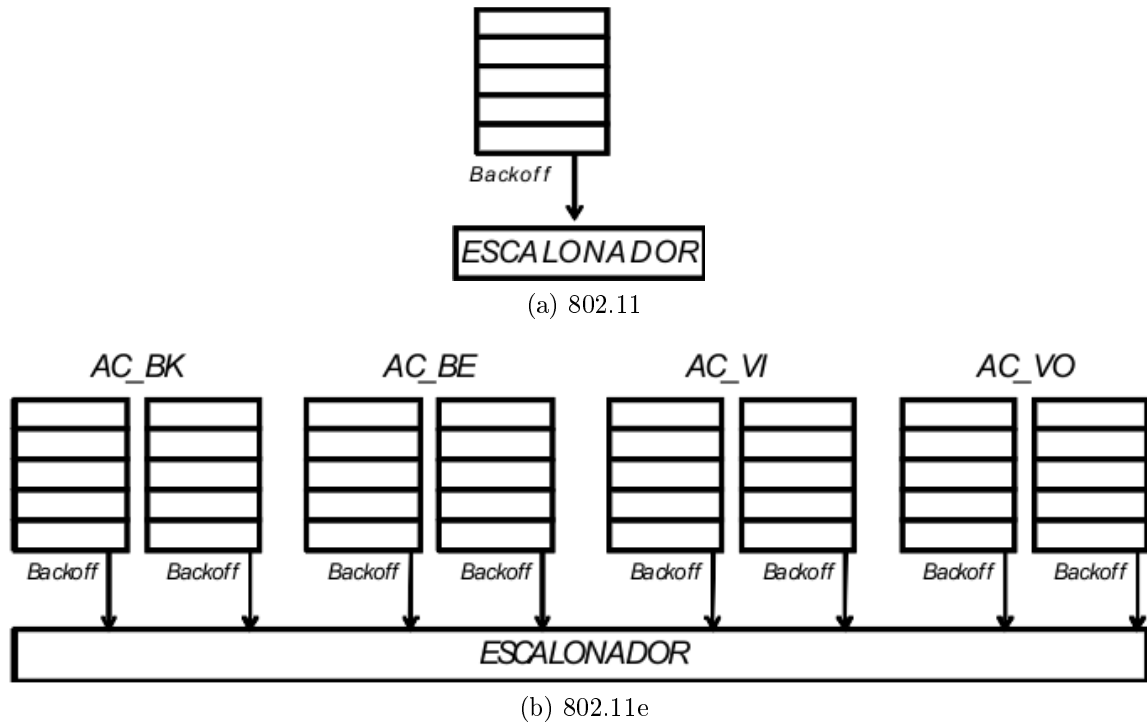 Backoff
ESCALONADOR
(a) 802.11
AC_BK AC_BE AC_VI AC_VO
Backoff Backoff Backoff Backoff Backoff Backoff Backoff Backoff
ESCALONADOR
(b) 802.11e